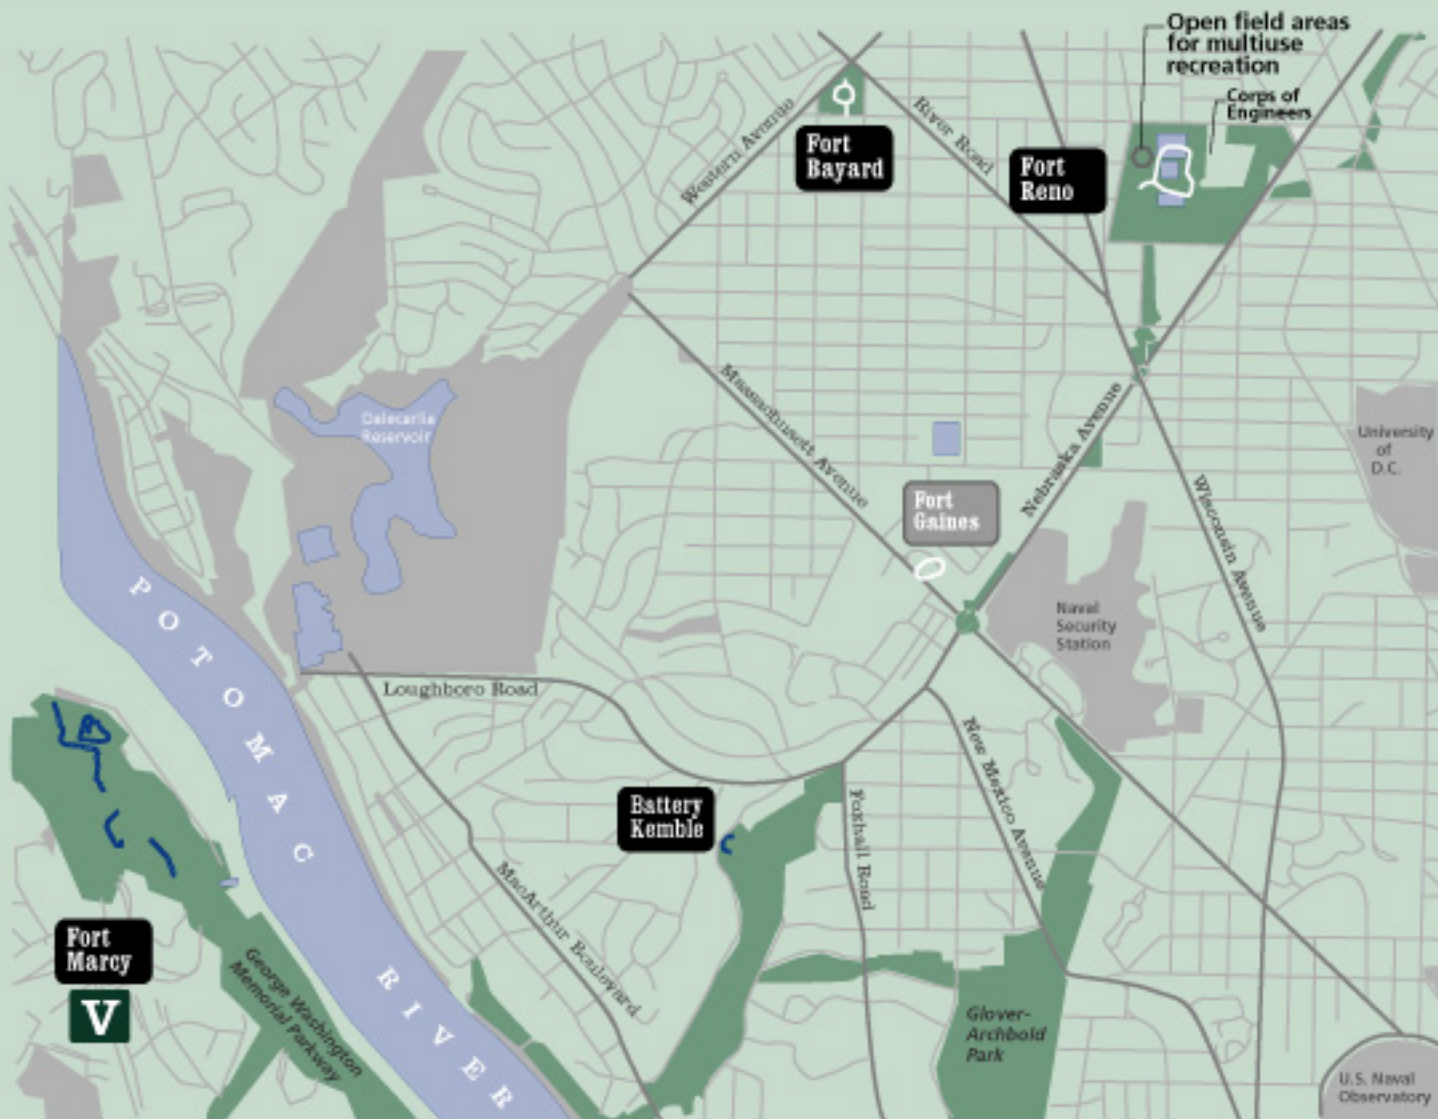 Open field areas
for multiuse
recreation
Corps of
Engineers
Western Avenue
River Road
Fort
Bayard
Fort
Reno
Dalecarlia
Reservoir
Massachusett Avenue
Nebraska Avenue
University
of
D.C.
Fort
Gaines
Wisconsin Avenue
Naval
Security
Station
POTOMAC
RIVER
Loughboro Road
New Mexico Avenue
Battery
Kemble
Foxhall Road
MacArthur Boulevard
Fort
Marcy
V
George Washington
Memorial Parkway
Glover-
Archbold
Park
U.S. Naval
Observatory